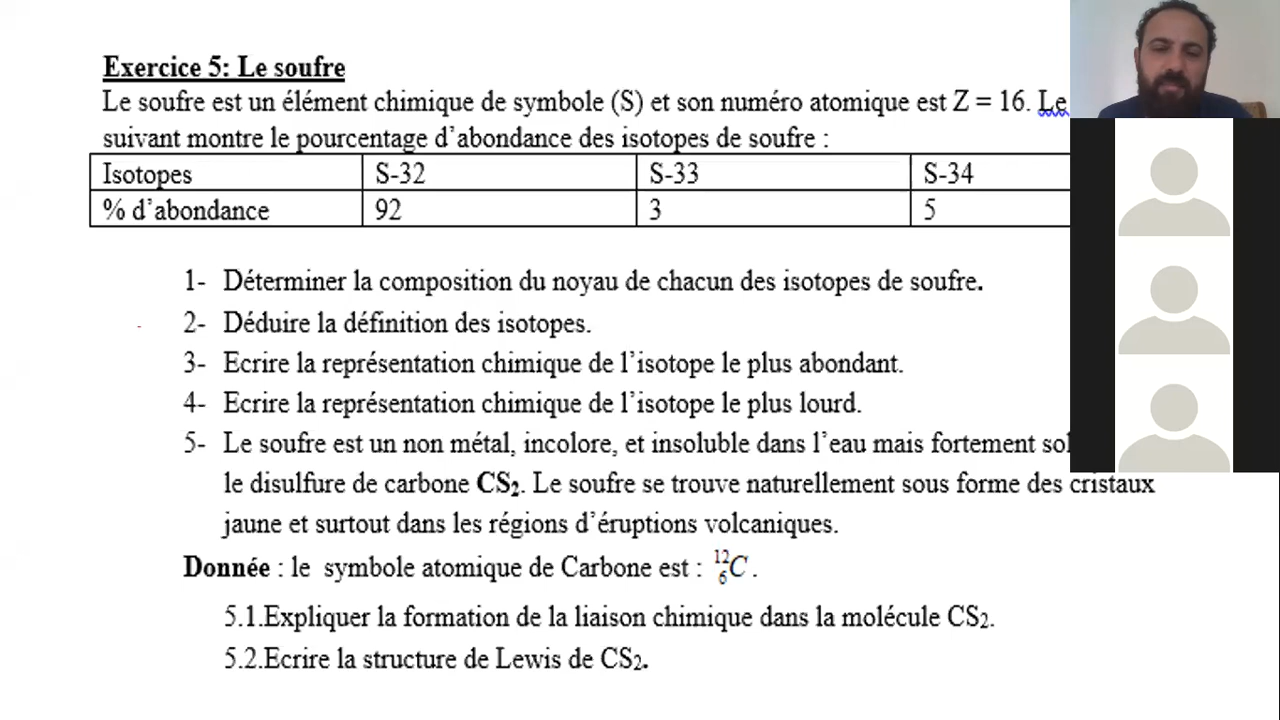 Exercice 5: Le soufre
Le soufre est un élément chimique de symbole (S) et son numéro atomique est Z = 16. Le
suivant montre le pourcentage d'abondance des isotopes de soufre :
Isotopes S-32 S-33 S-34
% d'abondance 92 3 5
1- Déterminer la composition du noyau de chacun des isotopes de soufre.
2- Déduire la définition des isotopes.
3- Ecrire la représentation chimique de l'isotope le plus abondant.
4- Ecrire la représentation chimique de l'isotope le plus lourd.
5- Le soufre est un non métal, incolore, et insoluble dans l'eau mais fortement
le disulfure de carbone CS₂. Le soufre se trouve naturellement sous forme des cristaux
jaune et surtout dans les régions d'éruptions volcaniques.
Donnée : le symbole atomique de Carbone est : ¹²₆C.
5.1.Expliquer la formation de la liaison chimique dans la molécule CS₂.
5.2.Ecrire la structure de Lewis de CS₂.